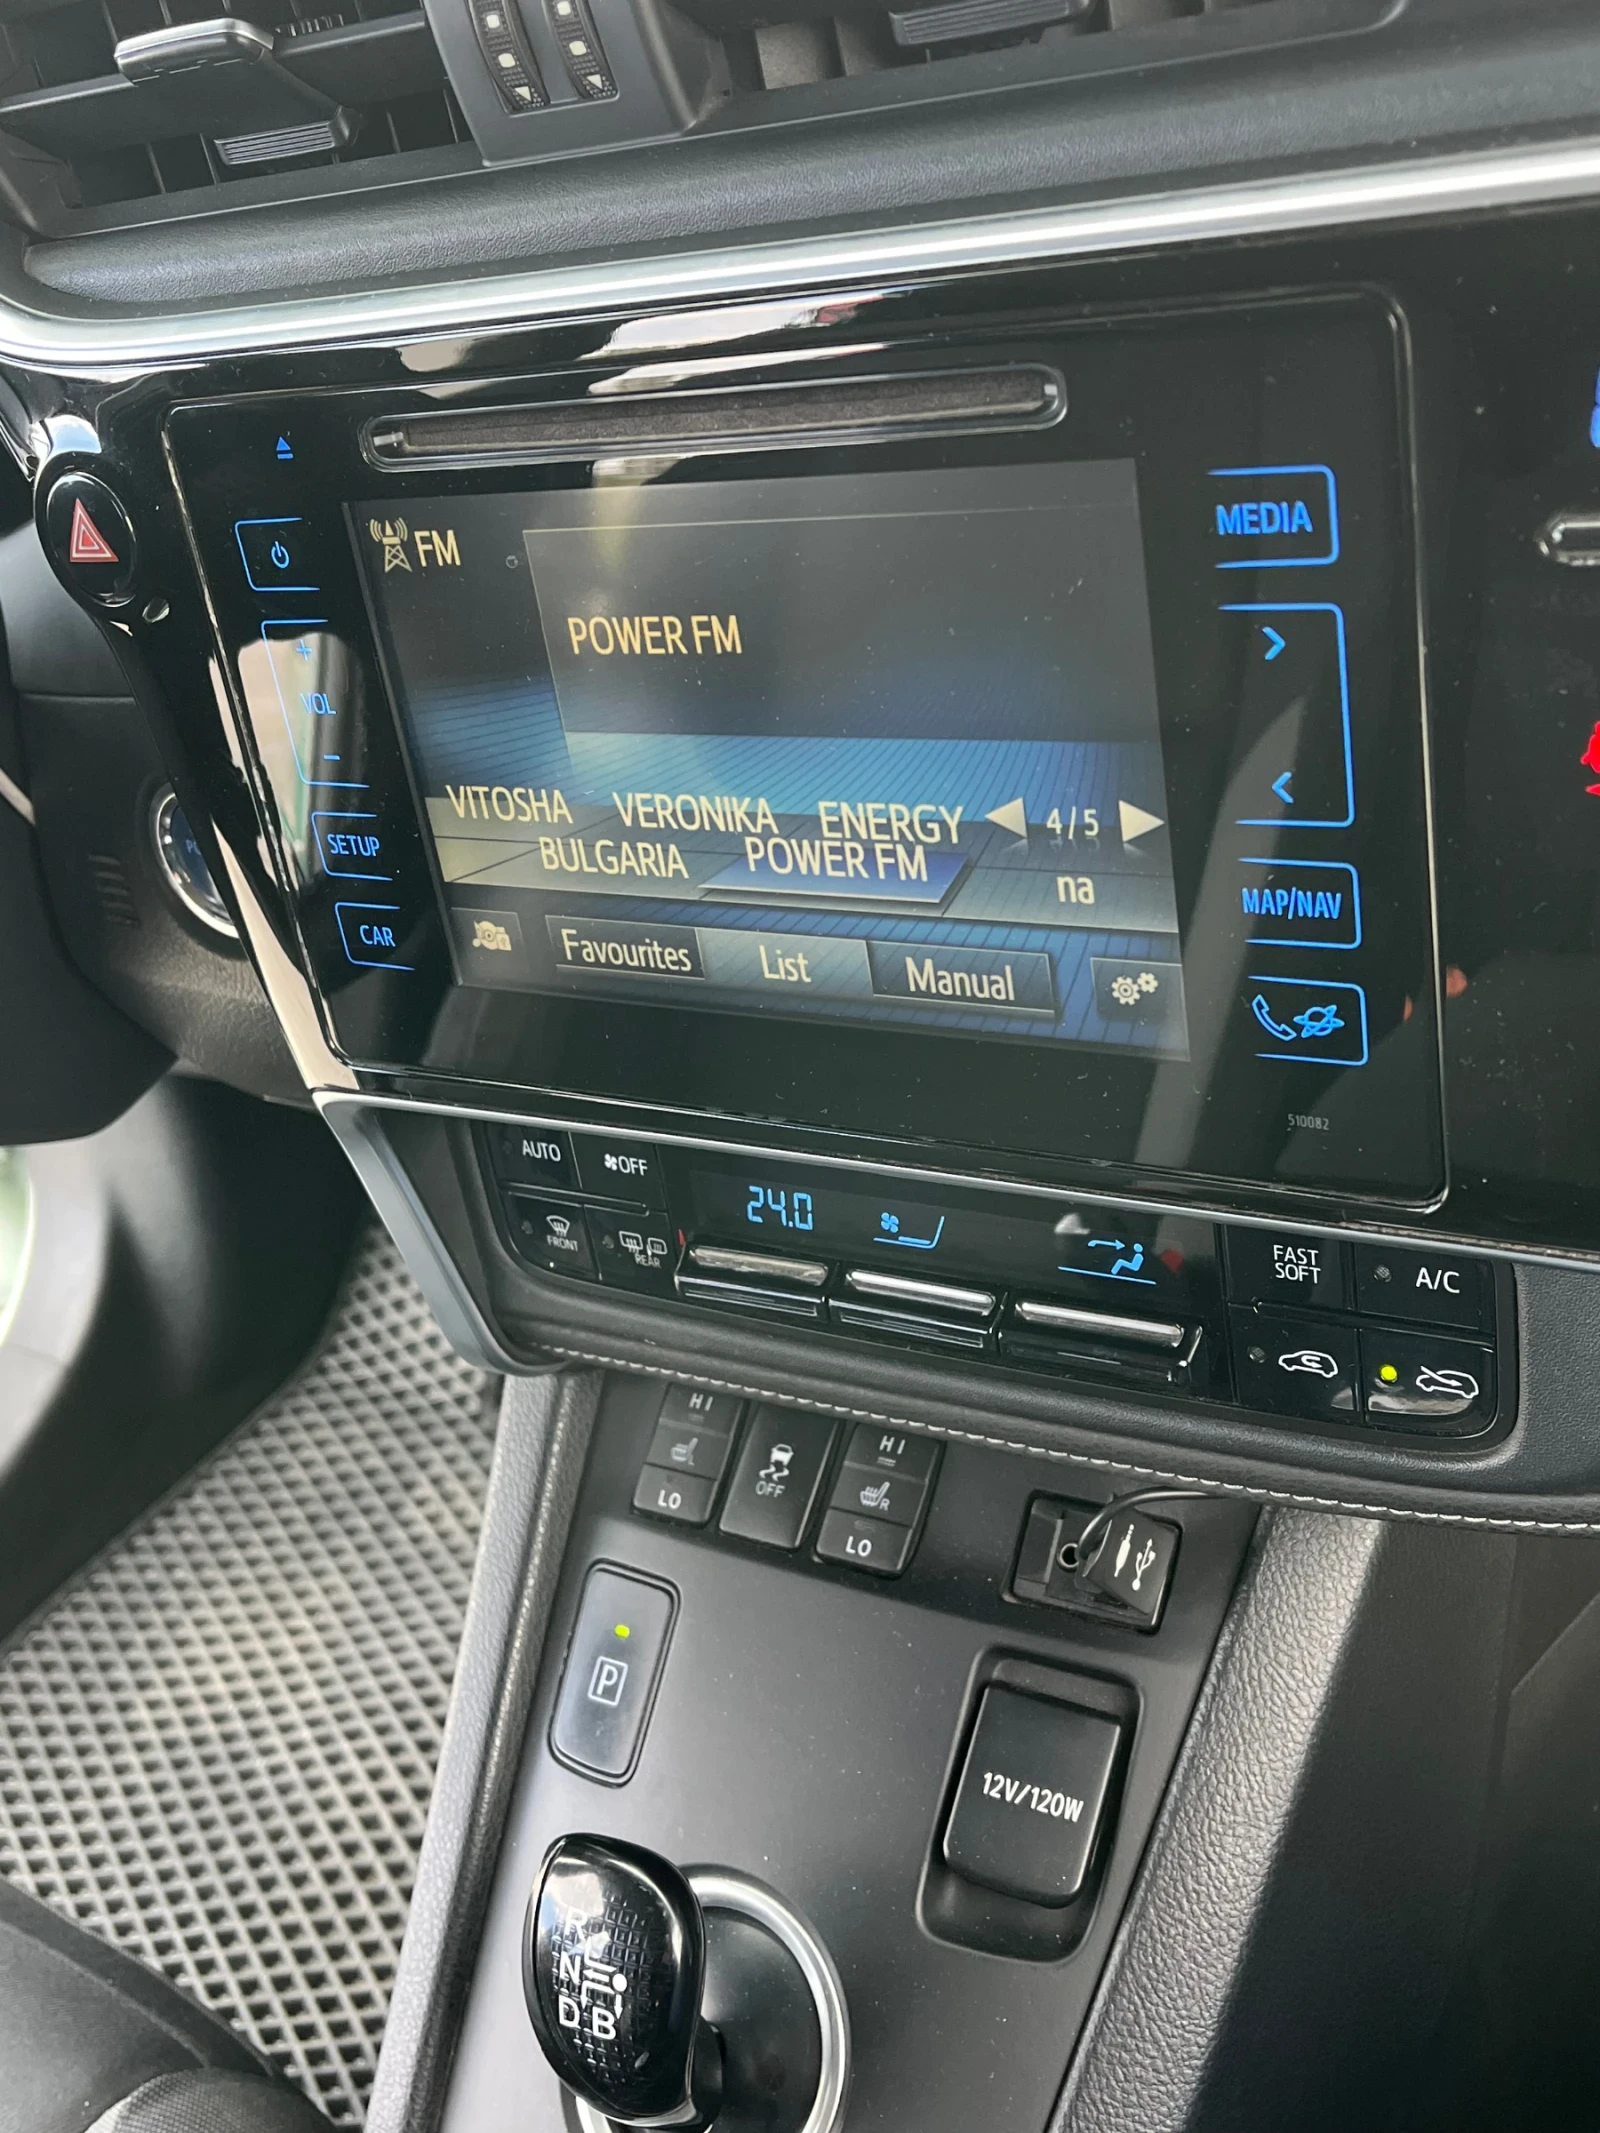 FM
MEDIA
POWER FM
VOL
VITOSHA VERONIKA ENERGY 4/5
BULGARIA POWER FM na
SETUP
MAP/NAV
CAR
Favourites List Manual
510082
AUTO OFF
24.0
FRONT REAR
FAST
SOFT
A/C
HI HI
L OFF R
LO LO
P
12V/120W
R
N
D B